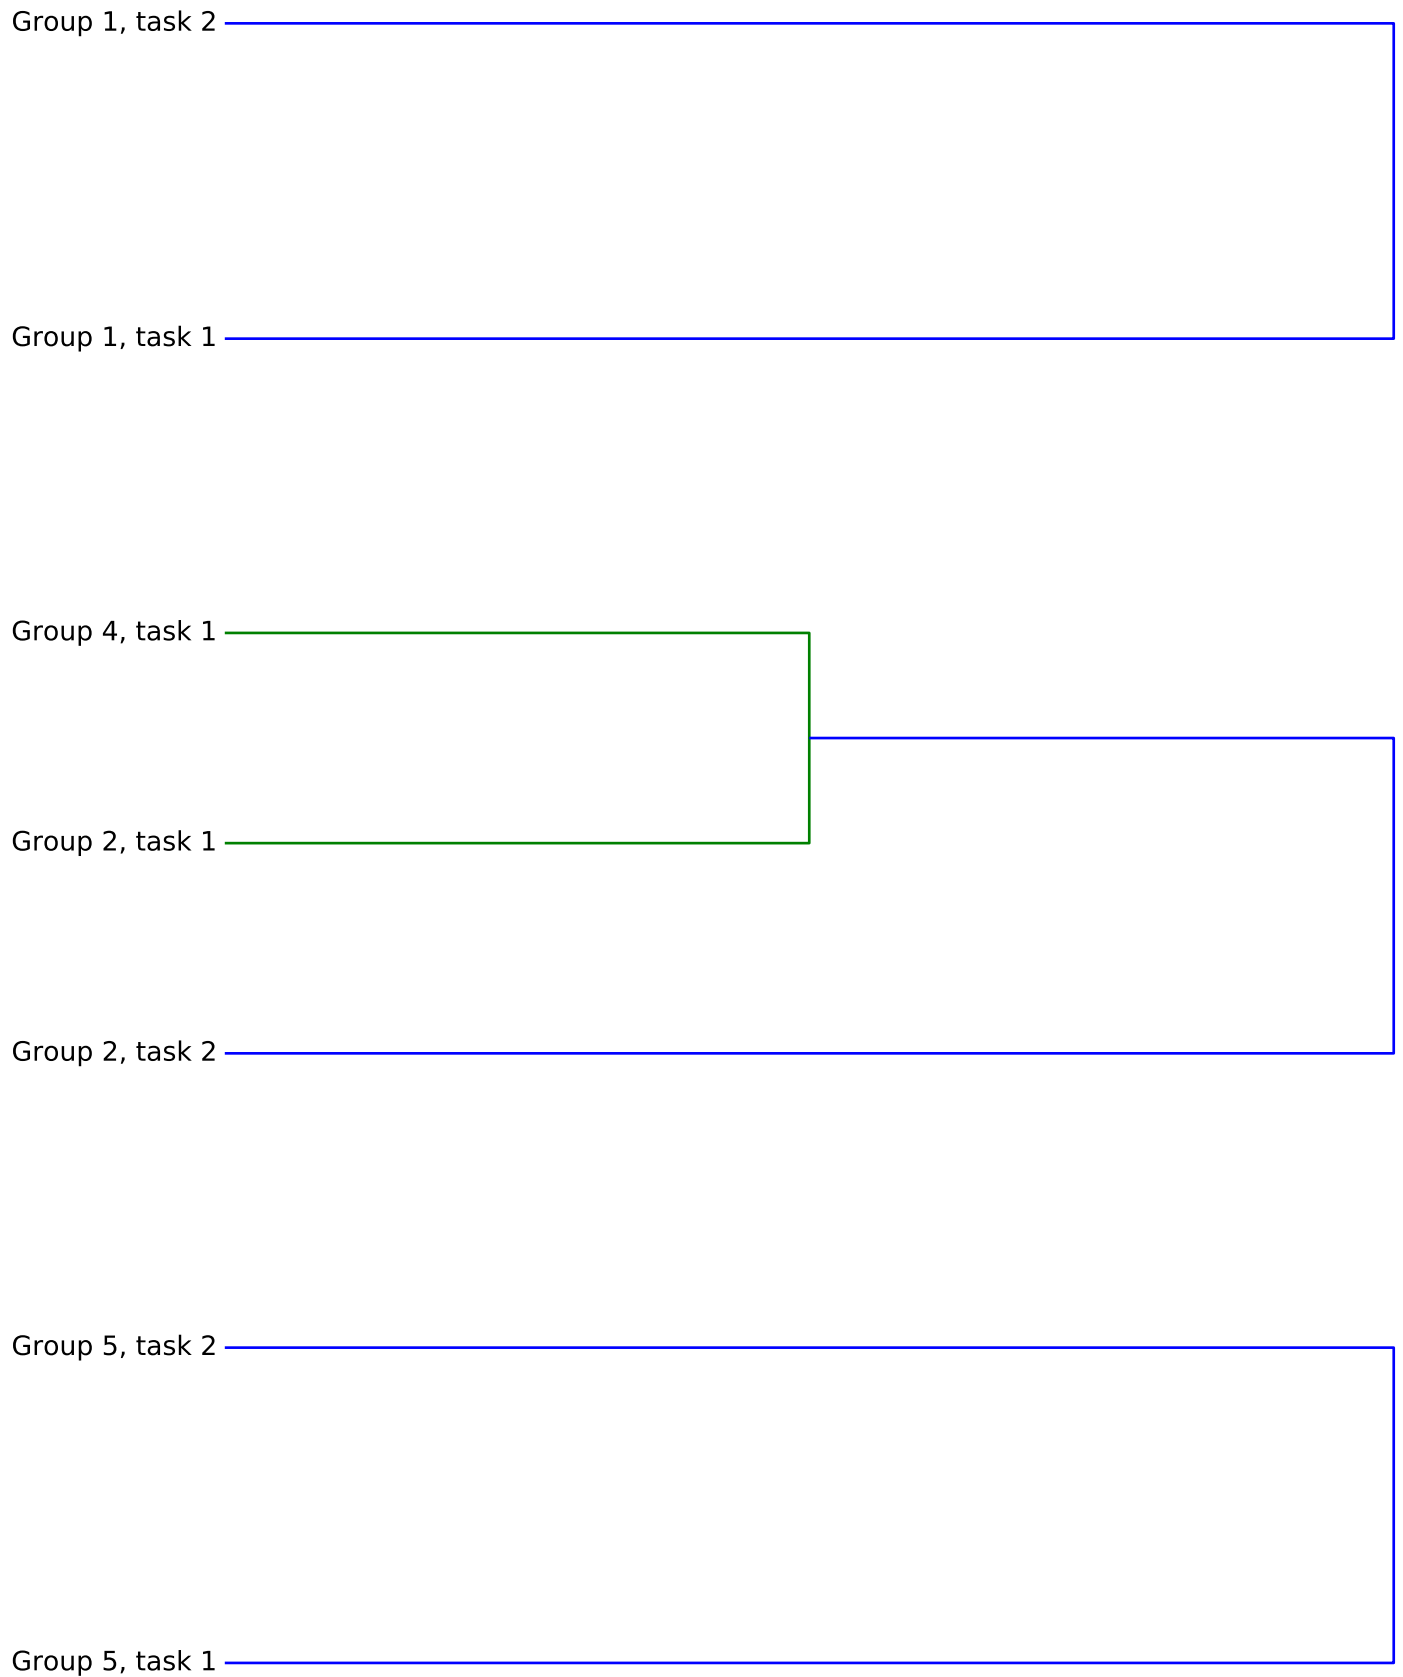 Group 1, task 2
Group 1, task 1
Group 4, task 1
Group 2, task 1
Group 2, task 2
Group 5, task 2
Group 5, task 1